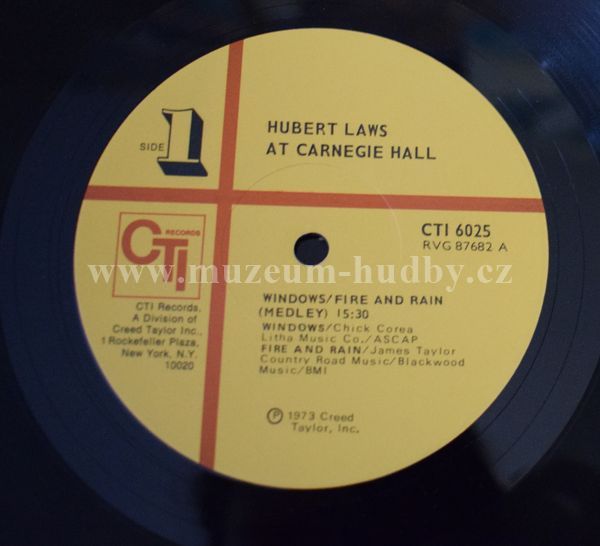 SIDE 1
HUBERT LAWS
AT CARNEGIE HALL
CTI 6025
RVG 87682 A
CTI RECORDS
www.muzeum-hudby.cz
CTI Records,
A Division of
Creed Taylor Inc.,
1 Rockefeller Plaza,
New York, N.Y.
10020
WINDOWS/FIRE AND RAIN
(MEDLEY) 15:30
WINDOWS/Chick Corea
Litha Music Co./ASCAP
FIRE AND RAIN/James Taylor
Country Road Music/Blackwood
Music/BMI
℗ 1973 Creed
Taylor, Inc.